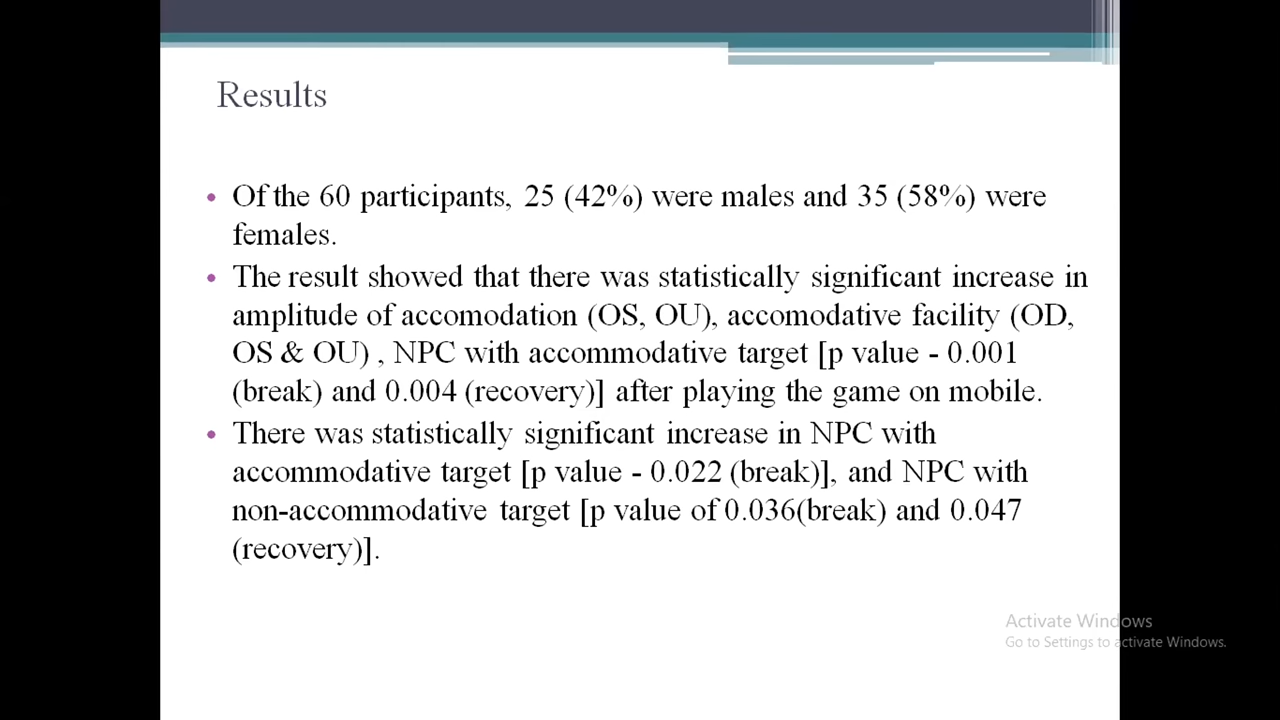 Results
• Of the 60 participants, 25 (42%) were males and 35 (58%) were
females.
• The result showed that there was statistically significant increase in
amplitude of accomodation (OS, OU), accomodative facility (OD,
OS & OU) , NPC with accommodative target [p value - 0.001
(break) and 0.004 (recovery)] after playing the game on mobile.
• There was statistically significant increase in NPC with
accommodative target [p value - 0.022 (break)], and NPC with
non-accommodative target [p value of 0.036(break) and 0.047
(recovery)].
Activate Windows
Go to Settings to activate Windows.